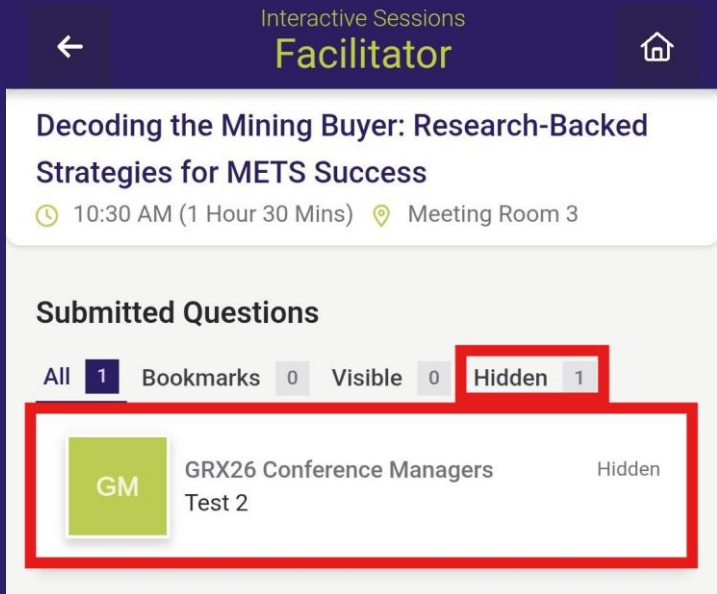 Interactive Sessions
Facilitator
Decoding the Mining Buyer: Research-Backed
Strategies for METS Success
10:30 AM (1 Hour 30 Mins) Meeting Room 3
Submitted Questions
All 1 Bookmarks 0 Visible 0 Hidden 1
GM
GRX26 Conference Managers Hidden
Test 2